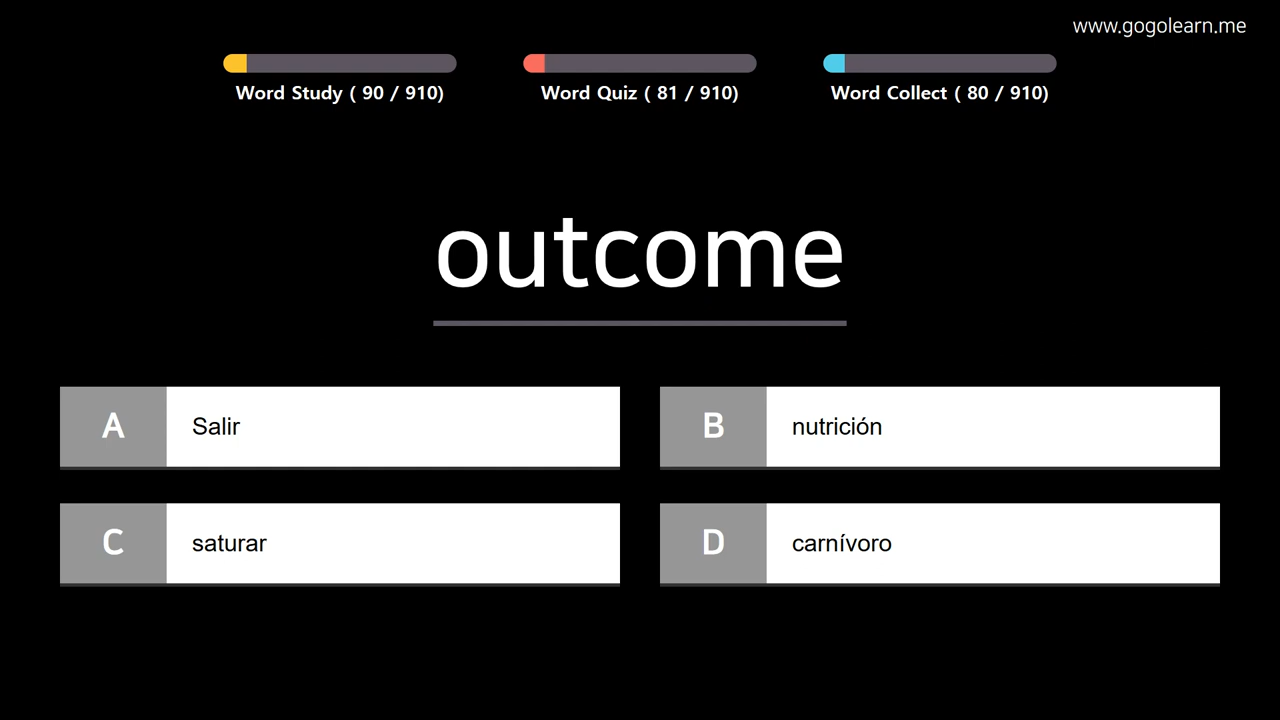 www.gogolearn.me
Word Study ( 90 / 910)
Word Quiz ( 81 / 910)
Word Collect ( 80 / 910)
outcome
A Salir
B nutrición
C saturar
D carnívoro